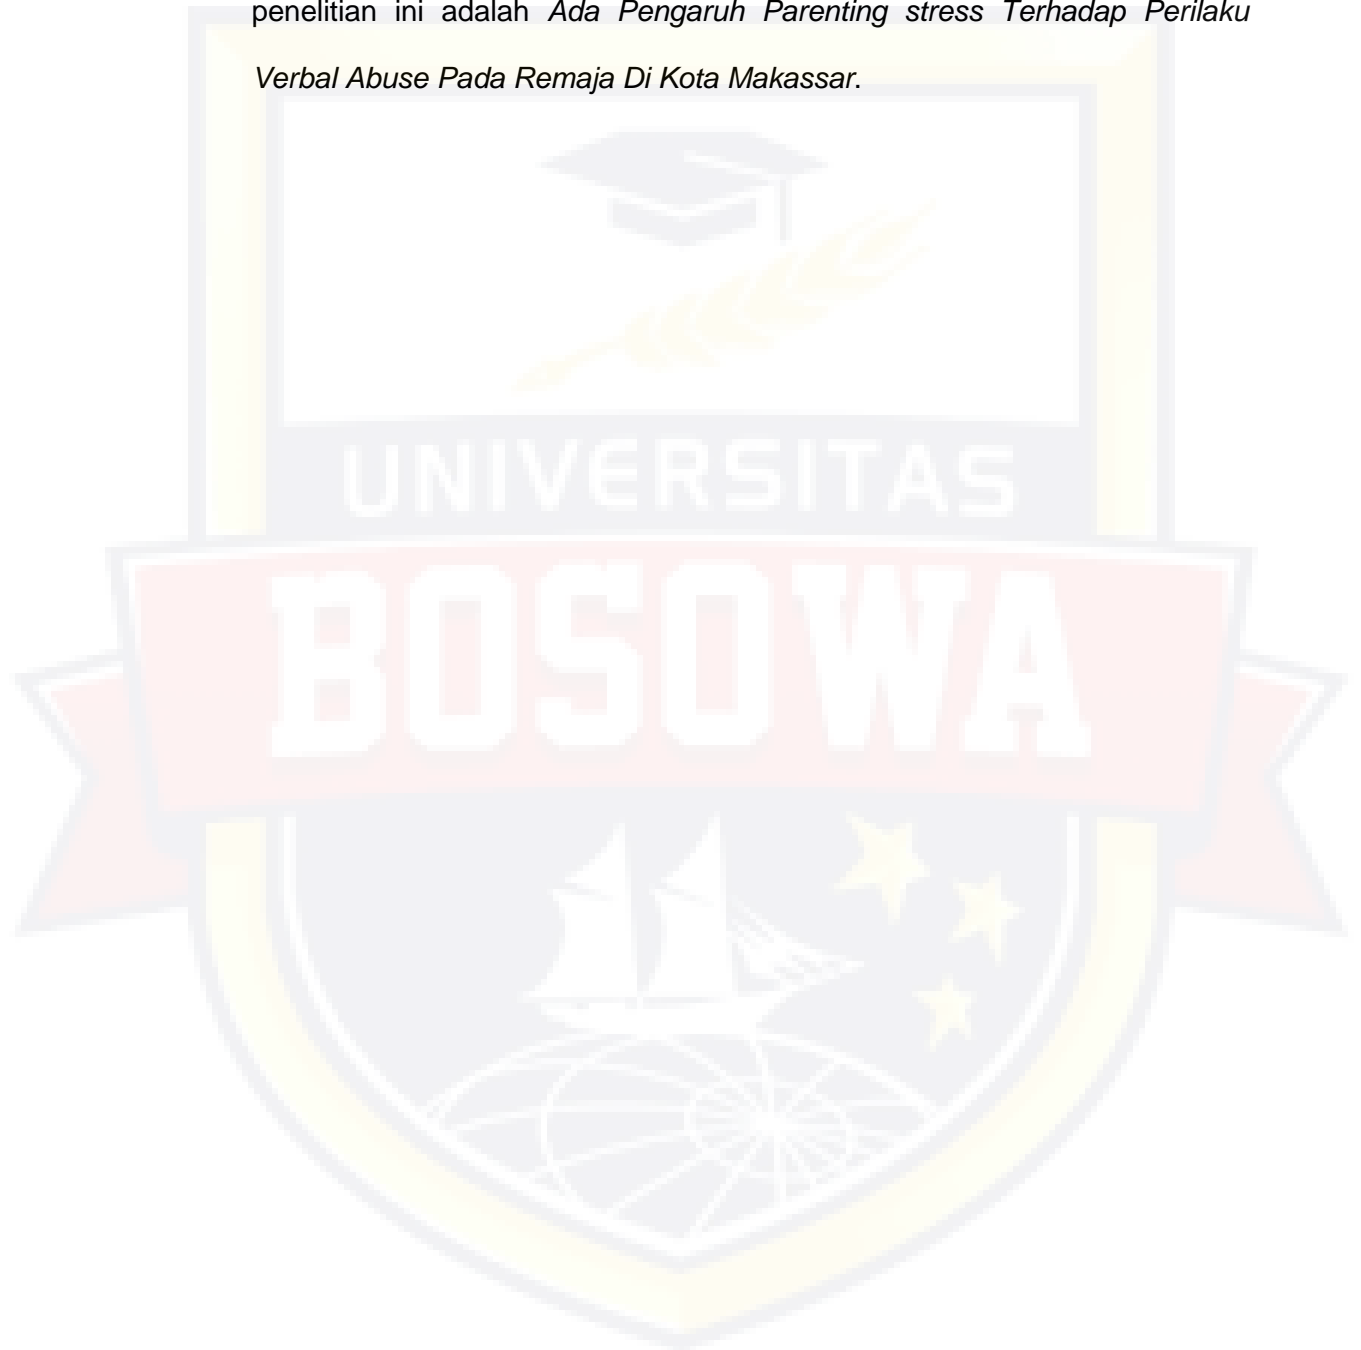 penelitian ini adalah Ada Pengaruh Parenting stress Terhadap Perilaku
Verbal Abuse Pada Remaja Di Kota Makassar.
UNIVERSITAS
BOSOWA